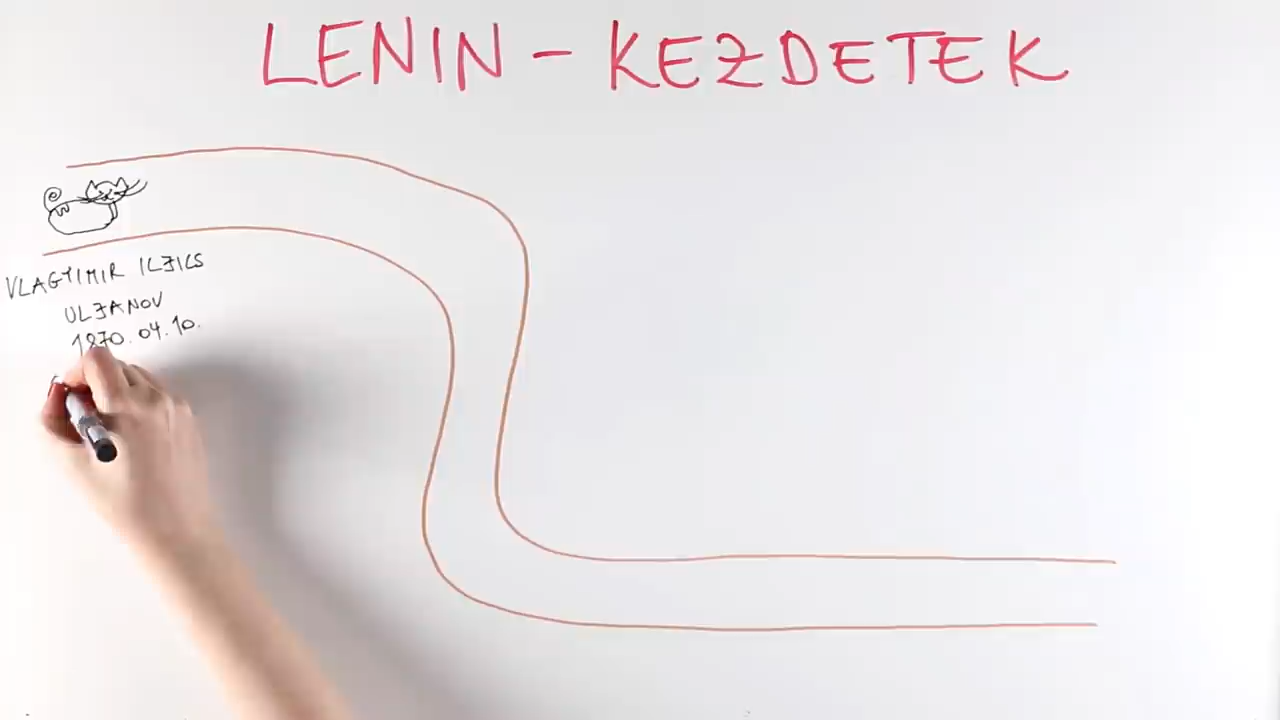 LENIN - KEZDETEK
VLAGYIMIR ILJICS
ULJANOV
1870.04.10.